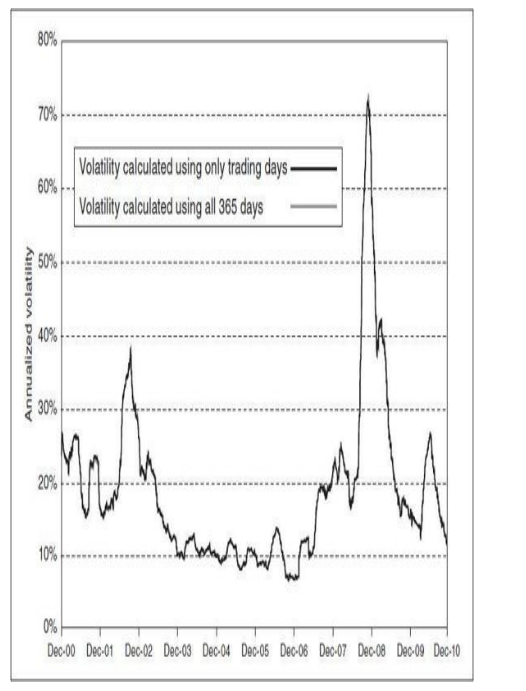 80%
70%
Volatility calculated using only trading days
60%
Volatility calculated using all 365 days
50%
Annualized volatility
40%
30%
20%
10%
0%
Dec-00 Dec-01 Dec-02 Dec-03 Dec-04 Dec-05 Dec-06 Dec-07 Dec-08 Dec-09 Dec-10